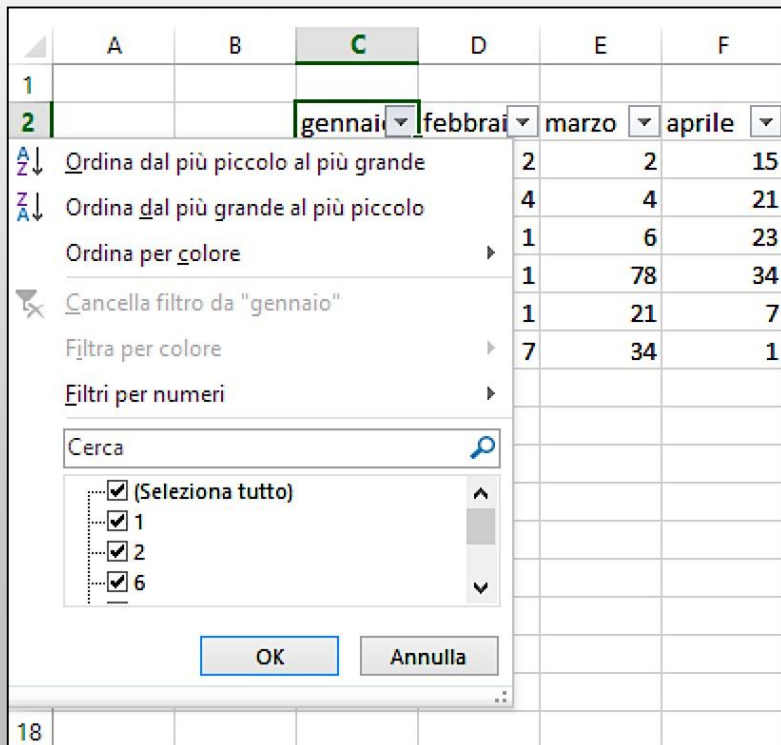 A B C D E F
1
2 gennai febbrai marzo aprile
Ordina dal più piccolo al più grande 2 2 15
Ordina dal più grande al più piccolo 4 4 21
Ordina per colore 1 6 23
Cancella filtro da "gennaio" 1 78 34
Filtra per colore 1 21 7
Filtri per numeri 7 34 1
Cerca
(Seleziona tutto)
1
2
6
OK Annulla
18